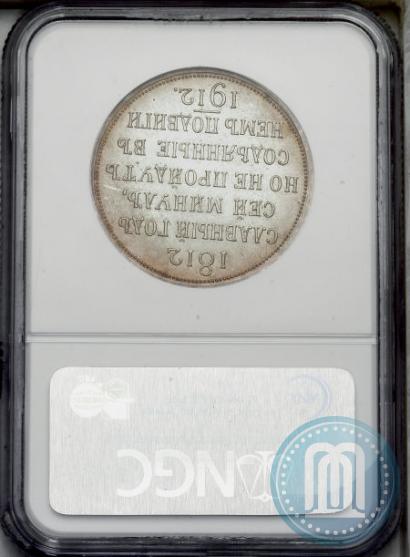 1812
СЛАВНЫЙ ГОДЪ
СЕЙ МИНУЛЪ,
НО НЕ ПРОЙДУТЪ
СОДѢЯННЫЕ ВЪ
НЕМЪ ПОДВИГИ
1912.
NGC